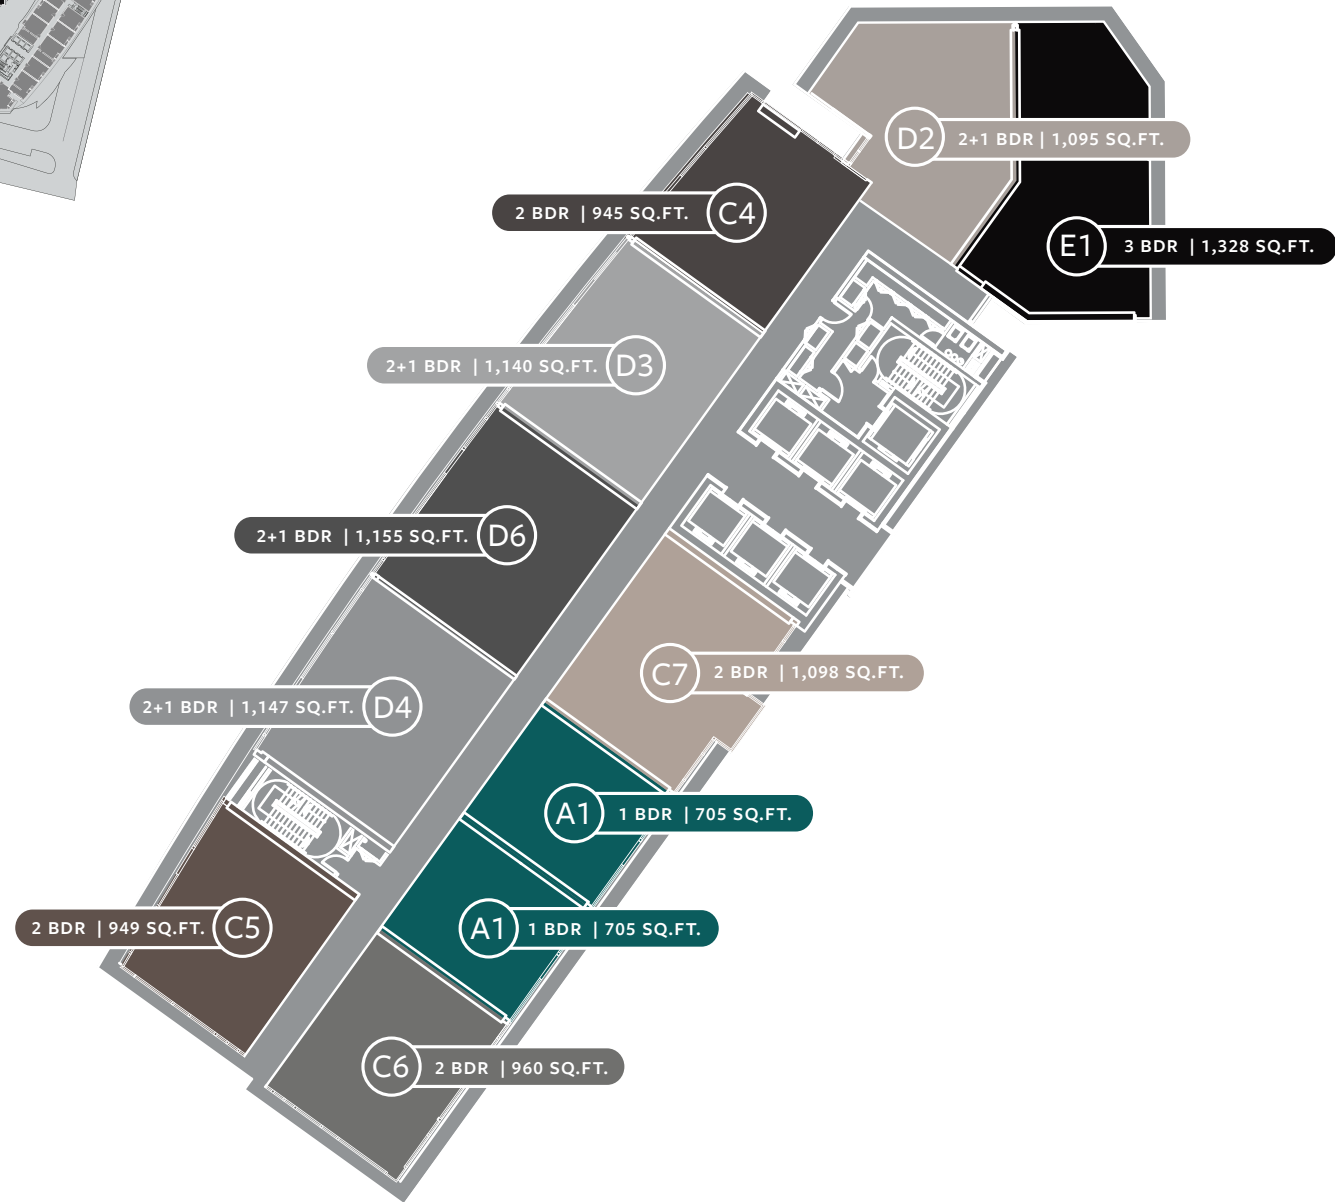 D2 2+1 BDR | 1,095 SQ.FT.
2 BDR | 945 SQ.FT. C4
E1 3 BDR | 1,328 SQ.FT.
2+1 BDR | 1,140 SQ.FT. D3
2+1 BDR | 1,155 SQ.FT. D6
C7 2 BDR | 1,098 SQ.FT.
2+1 BDR | 1,147 SQ.FT. D4
A1 1 BDR | 705 SQ.FT.
2 BDR | 949 SQ.FT. C5
A1 1 BDR | 705 SQ.FT.
C6 2 BDR | 960 SQ.FT.